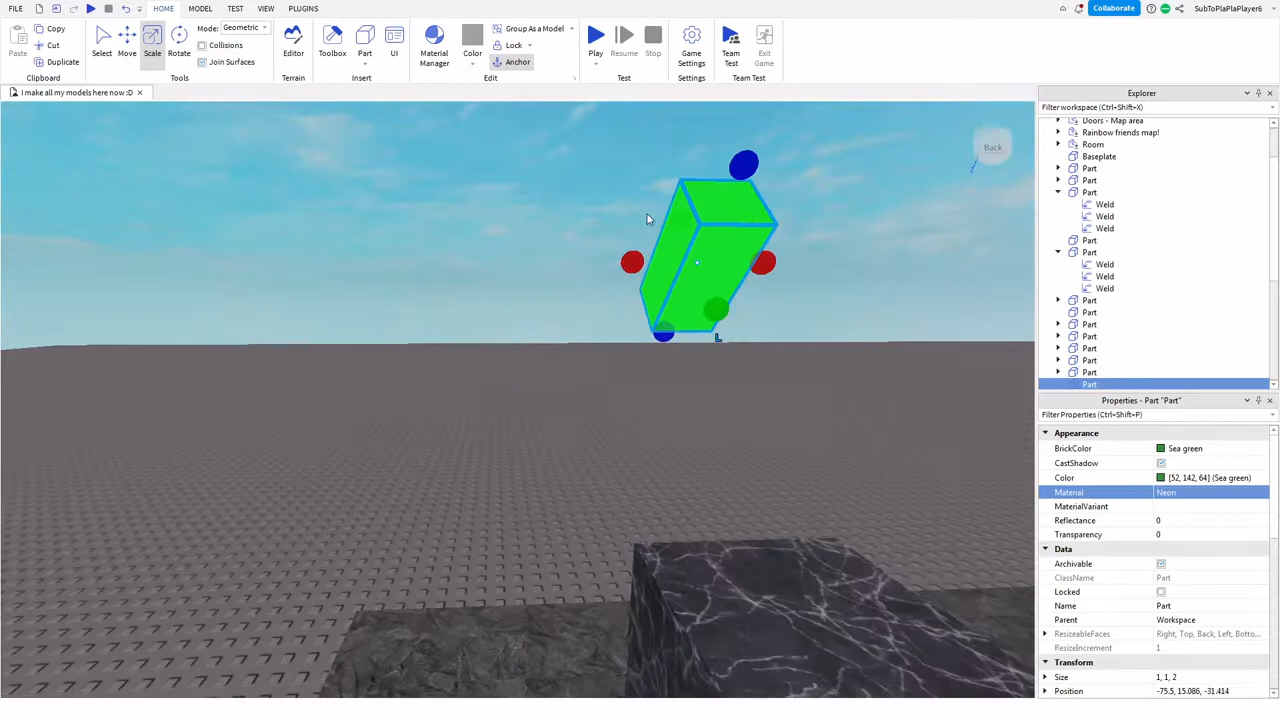 FILE HOME MODEL TEST VIEW PLUGINS Collaborate SubToPlaPlaPlayer6
Copy Mode: Geometric Group As a Model
Cut Collisions Lock
Paste Duplicate Select Move Scale Rotate Join Surfaces Editor Toolbox Part UI Material Manager Color Anchor Play Resume Stop Game Settings Team Test Exit Game
Clipboard Tools Terrain Insert Edit Test Settings Team Test
I make all my models here now :D
Back
Explorer
Filter workspace (Ctrl+Shift+X)
Doors - Map area
Rainbow friends map!
Room
Baseplate
Part
Part
Part
Weld
Weld
Weld
Part
Part
Weld
Weld
Weld
Part
Part
Part
Part
Part
Part
Part
Part
Properties - Part "Part"
Filter Properties (Ctrl+Shift+P)
Appearance
BrickColor Sea green
CastShadow
Color [52, 142, 64] (Sea green)
Material Neon
MaterialVariant
Reflectance 0
Transparency 0
Data
Archivable
ClassName Part
Locked
Name Part
Parent Workspace
ResizeableFaces Right, Top, Back, Left, Botto...
ResizeIncrement 1
Transform
Size 1, 1, 2
Position -75.5, 15.086, -31.414